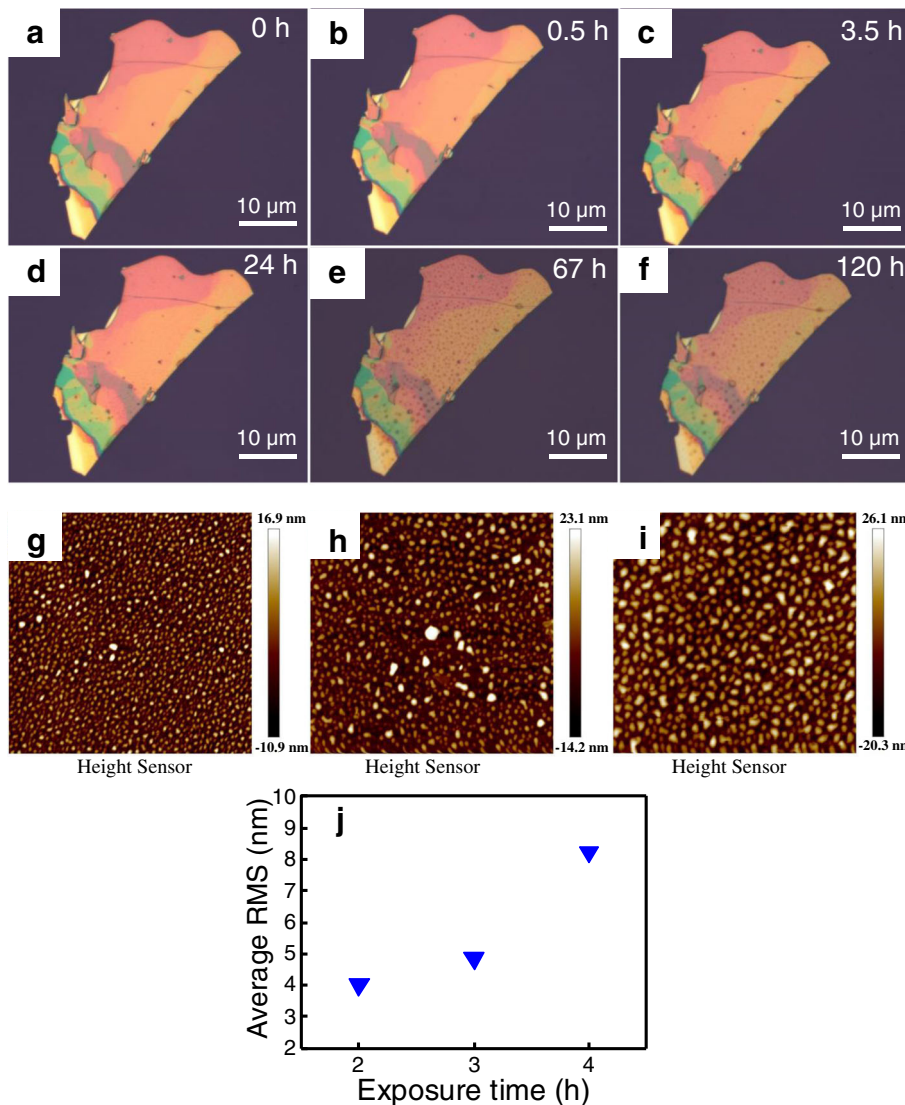 a 0 h b 0.5 h c 3.5 h
10 µm 10 µm 10 µm
d 24 h e 67 h f 120 h
10 µm 10 µm 10 µm
16.9 nm 23.1 nm 26.1 nm
g h i
-10.9 nm -14.2 nm -20.3 nm
Height Sensor Height Sensor Height Sensor
j
Average RMS (nm)
10
9
8
7
6
5
4
3
2
2 3 4
Exposure time (h)